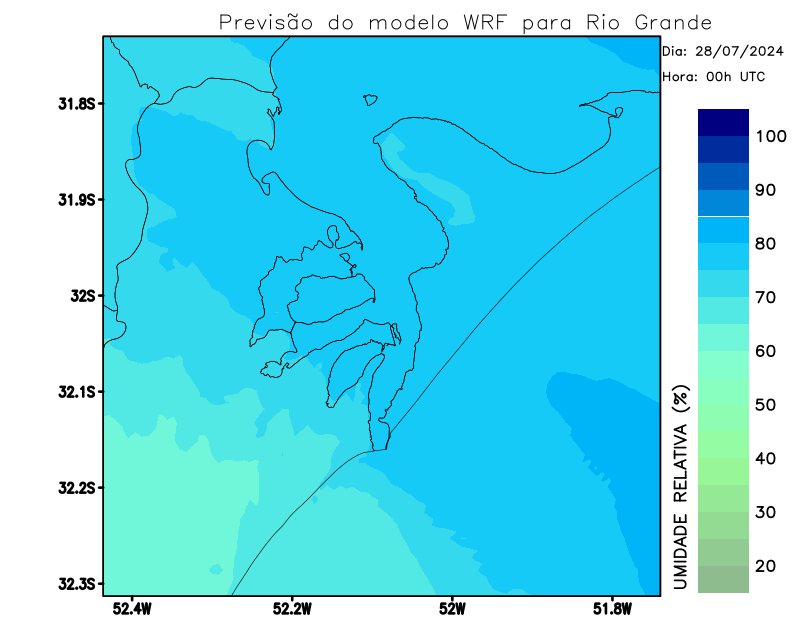 Previsão do modelo WRF para Rio Grande
Dia: 28/07/2024
Hora: 00h UTC
31.8S
31.9S
32S
32.1S
32.2S
32.3S
52.4W
52.2W
52W
51.8W
100
90
80
70
60
50
40
30
20
UMIDADE RELATIVA (%)